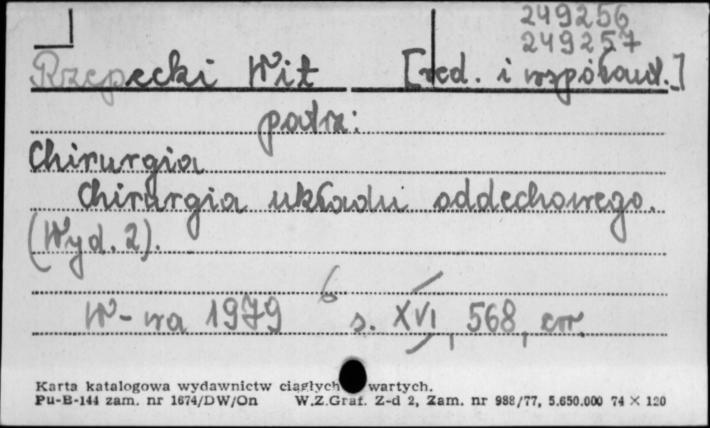 249256
249257
Rzepecki Wit [red. i współaut.]
patrz:
Chirurgia
Chirurgia układu oddechowego.
(Wyd. 2).
W-wa 1979 6 s. XVI, 568, err.
Karta katalogowa wydawnictw ciągłych wartych.
Pu-B-144 zam. nr 1674/DW/On W.Z.Graf. Z-d 2, Zam. nr 988/77, 5.650.000 74 × 120